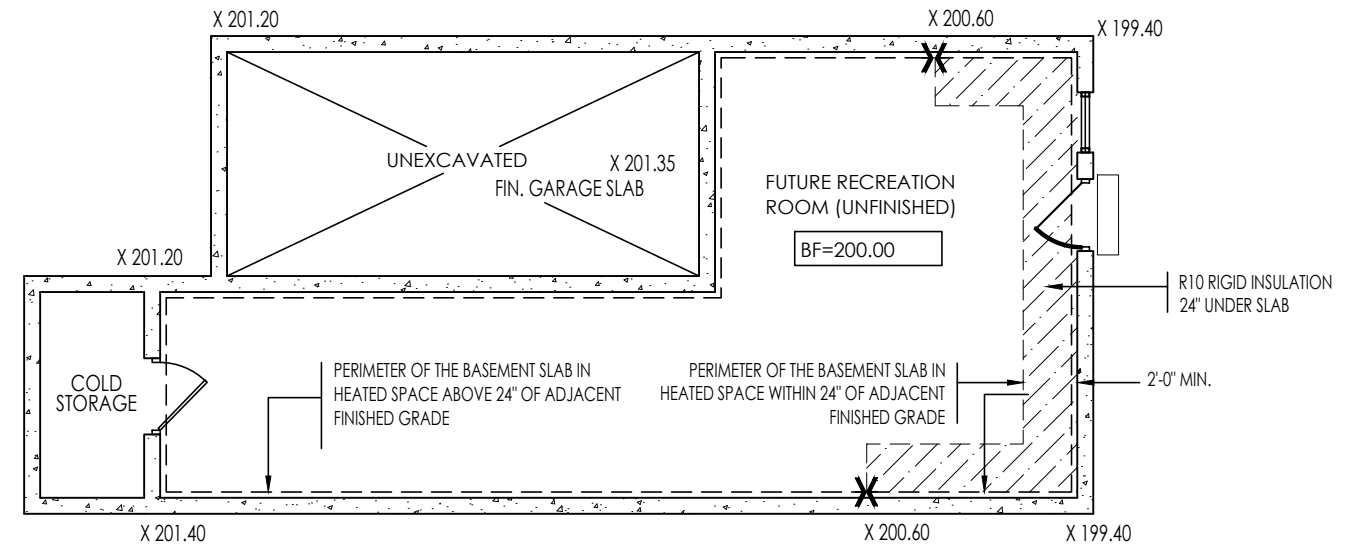 X 201.20
X 200.60
X 199.40
UNEXCAVATED
X 201.35
FIN. GARAGE SLAB
FUTURE RECREATION
ROOM (UNFINISHED)
BF=200.00
X 201.20
R10 RIGID INSULATION
24" UNDER SLAB
COLD
STORAGE
PERIMETER OF THE BASEMENT SLAB IN
HEATED SPACE ABOVE 24" OF ADJACENT
FINISHED GRADE
PERIMETER OF THE BASEMENT SLAB IN
HEATED SPACE WITHIN 24" OF ADJACENT
FINISHED GRADE
2'-0" MIN.
X 201.40
X 200.60
X 199.40